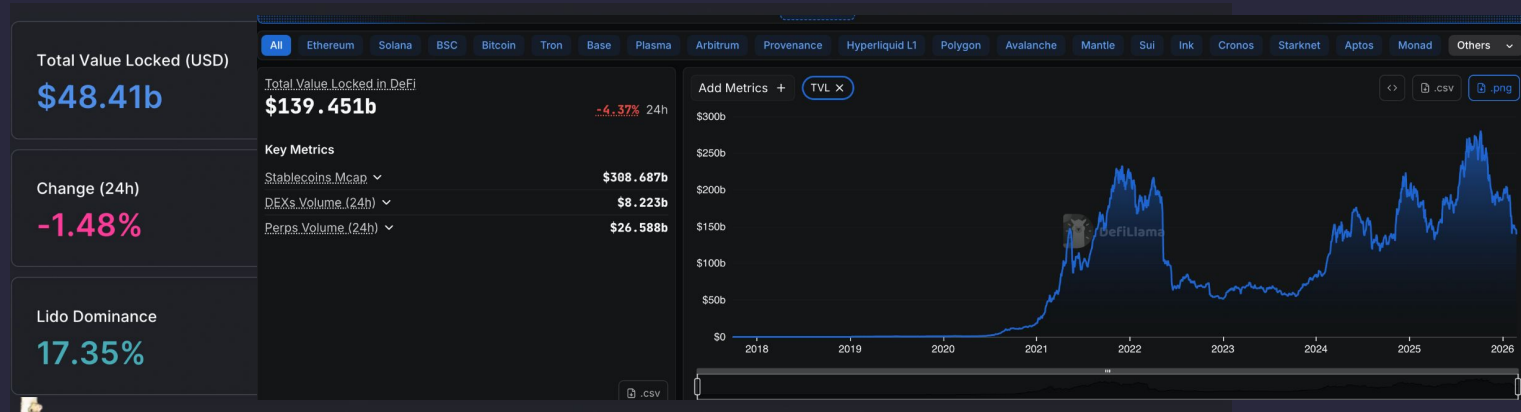 Total Value Locked (USD)
$48.41b
Change (24h)
-1.48%
Lido Dominance
17.35%
All Ethereum Solana BSC Bitcoin Tron Base Plasma Arbitrum Provenance Hyperliquid L1 Polygon Avalanche Mantle Sui Ink Cronos Starknet Aptos Monad Others
Total Value Locked in DeFi
$139.451b
-4.37% 24h
Key Metrics
Stablecoins Mcap $308.687b
DEXs Volume (24h) $8.223b
Perps Volume (24h) $26.588b
.csv
Add Metrics + TVL ×
<> .csv .png
$300b
$250b
$200b
$150b
$100b
$50b
$0
DefiLlama
2018 2019 2020 2021 2022 2023 2024 2025 2026